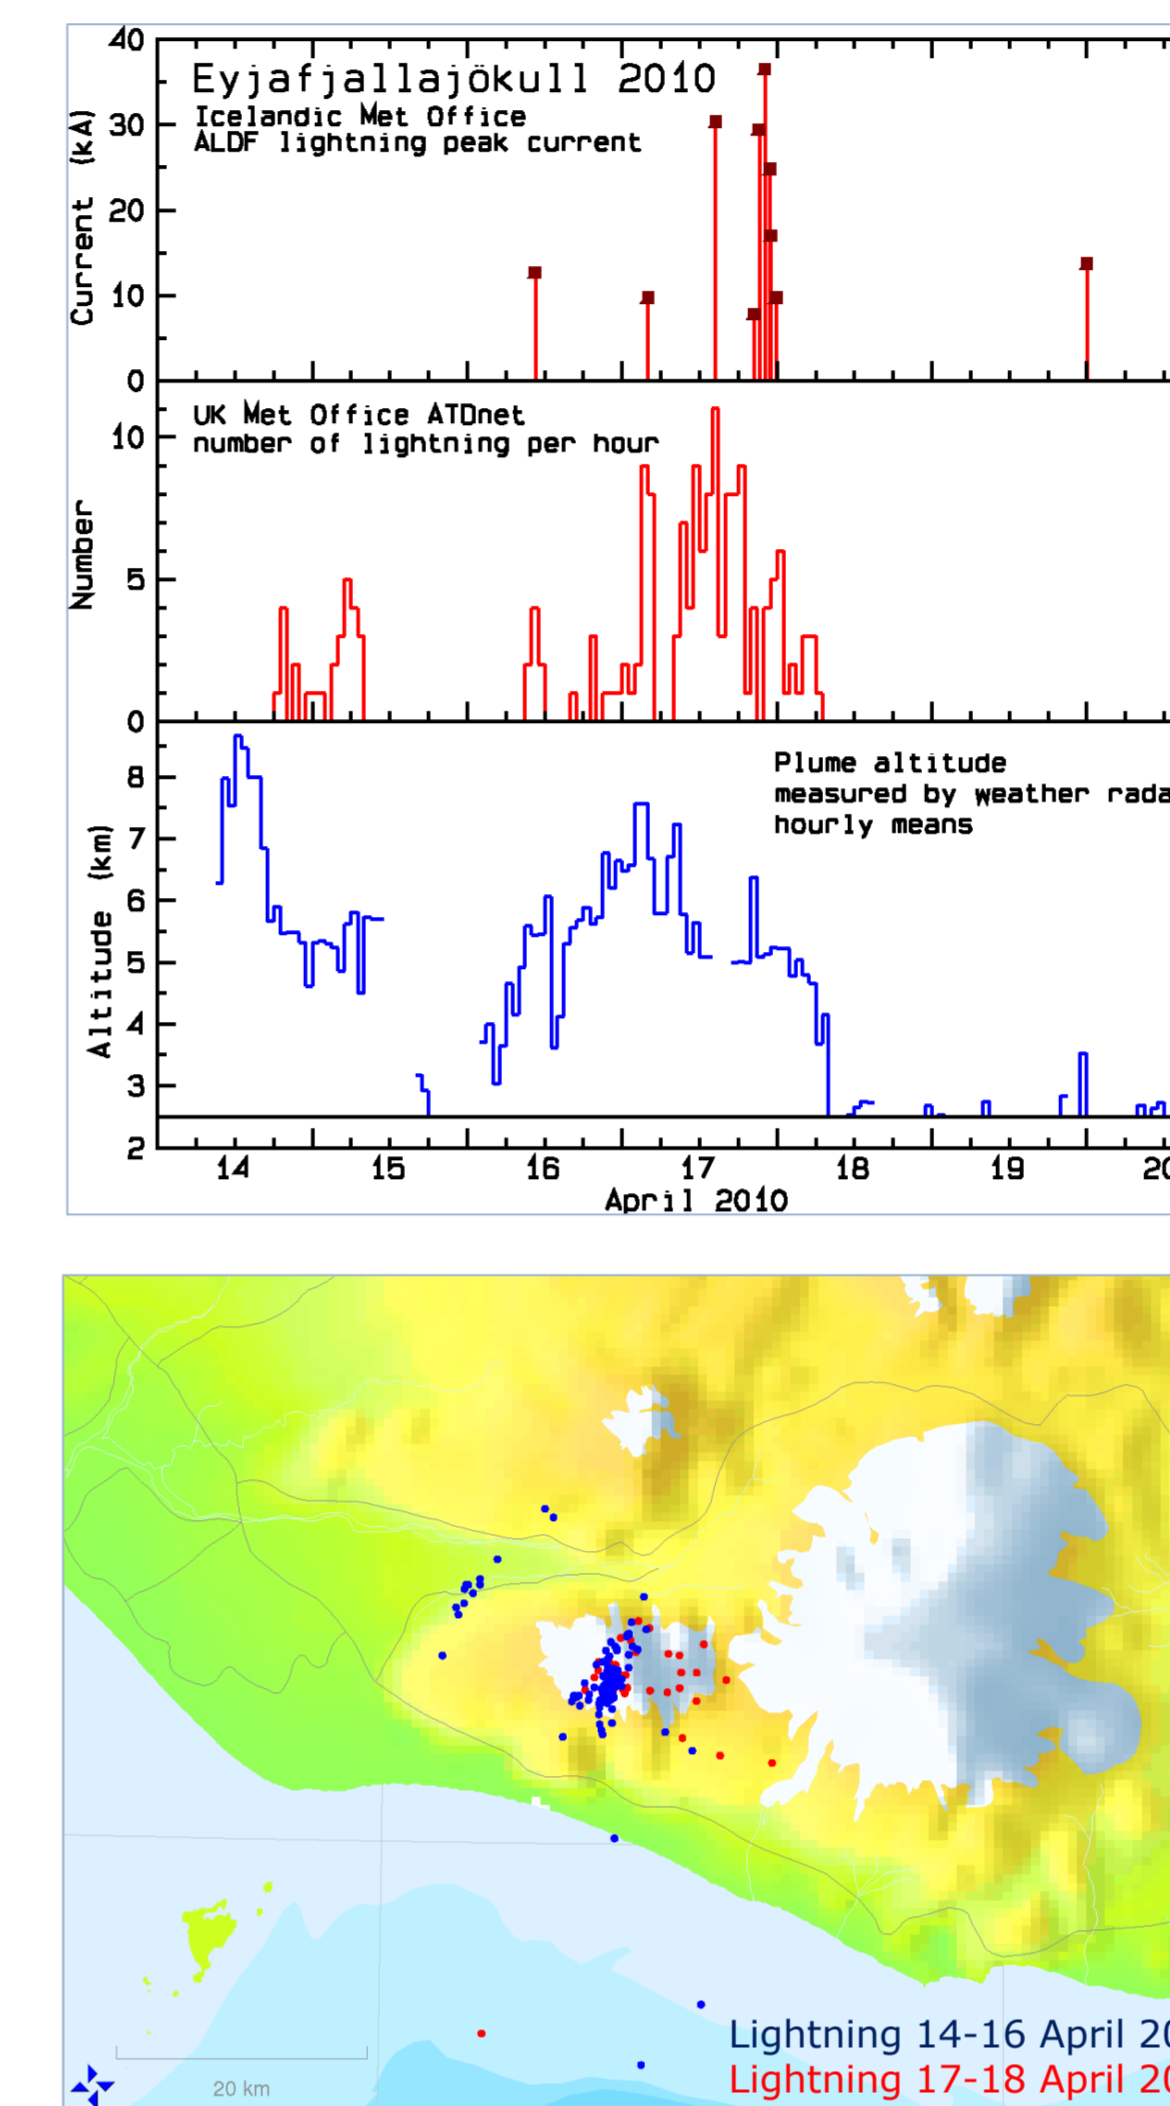 40
30
20
10
0
Current (kA)
Eyjafjallajökull 2010
Icelandic Met Office
ALDF lightning peak current
10
5
0
Number
UK Met Office ATDnet
number of lightning per hour
8
7
6
5
4
3
2
Altitude (km)
Plume altitude
measured by weather rada
hourly means
14 15 16 17 18 19 20
April 2010
Lightning 14-16 April 20
Lightning 17-18 April 20
20 km